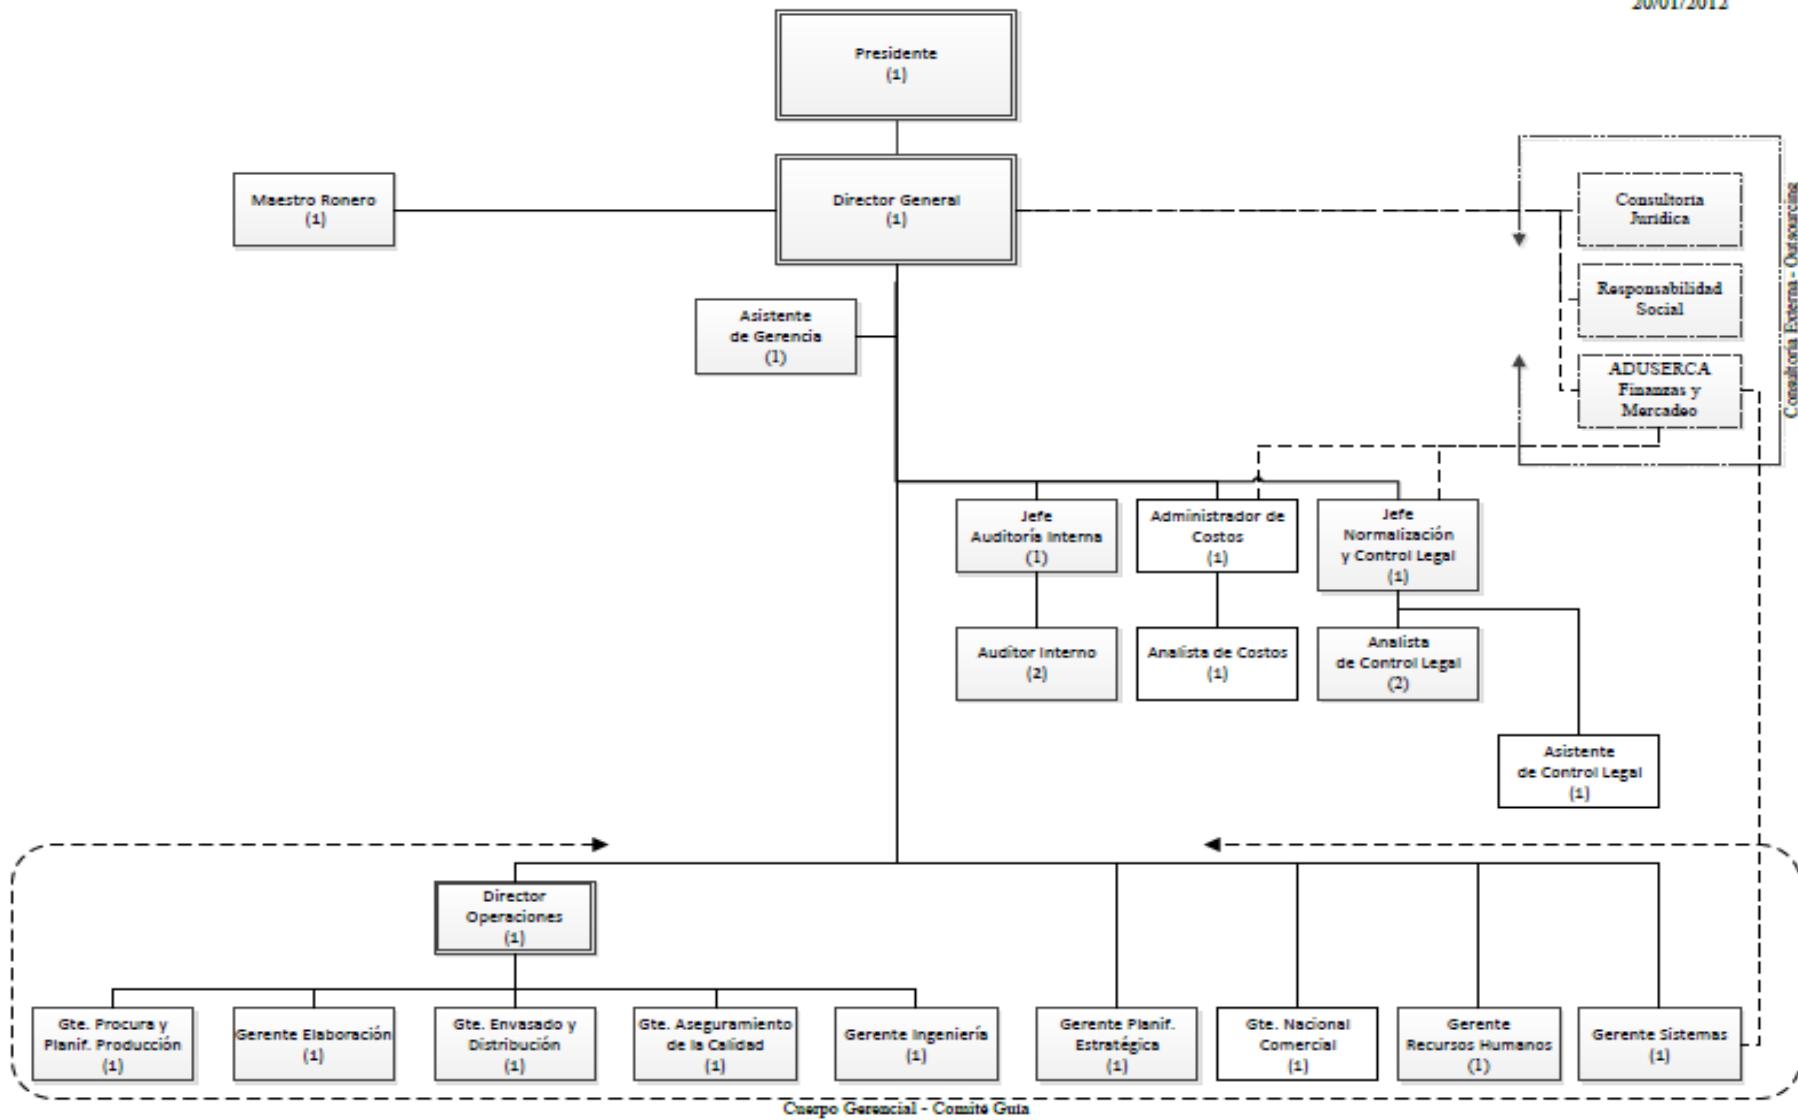 20/01/2012
Presidente
(1)
Maestro Ronero
(1)
Director General
(1)
Consultoria
Jurídica
Responsabilidad
Social
ADUSERCA
Finanzas y
Mercadeo
Consultoría Externa - Outsourcing
Asistente
de Gerencia
(1)
Jefe
Auditoría Interna
(1)
Administrador de
Costos
(1)
Jefe
Normalización
y Control Legal
(1)
Auditor Interno
(2)
Analista de Costos
(1)
Analista
de Control Legal
(2)
Asistente
de Control Legal
(1)
Director
Operaciones
(1)
Gte. Procura y
Planif. Producción
(1)
Gerente Elaboración
(1)
Gte. Envasado y
Distribución
(1)
Gte. Aseguramiento
de la Calidad
(1)
Gerente Ingeniería
(1)
Gerente Planif.
Estratégica
(1)
Gte. Nacional
Comercial
(1)
Gerente
Recursos Humanos
(1)
Gerente Sistemas
(1)
Cuerpo Gerencial - Comité Guía